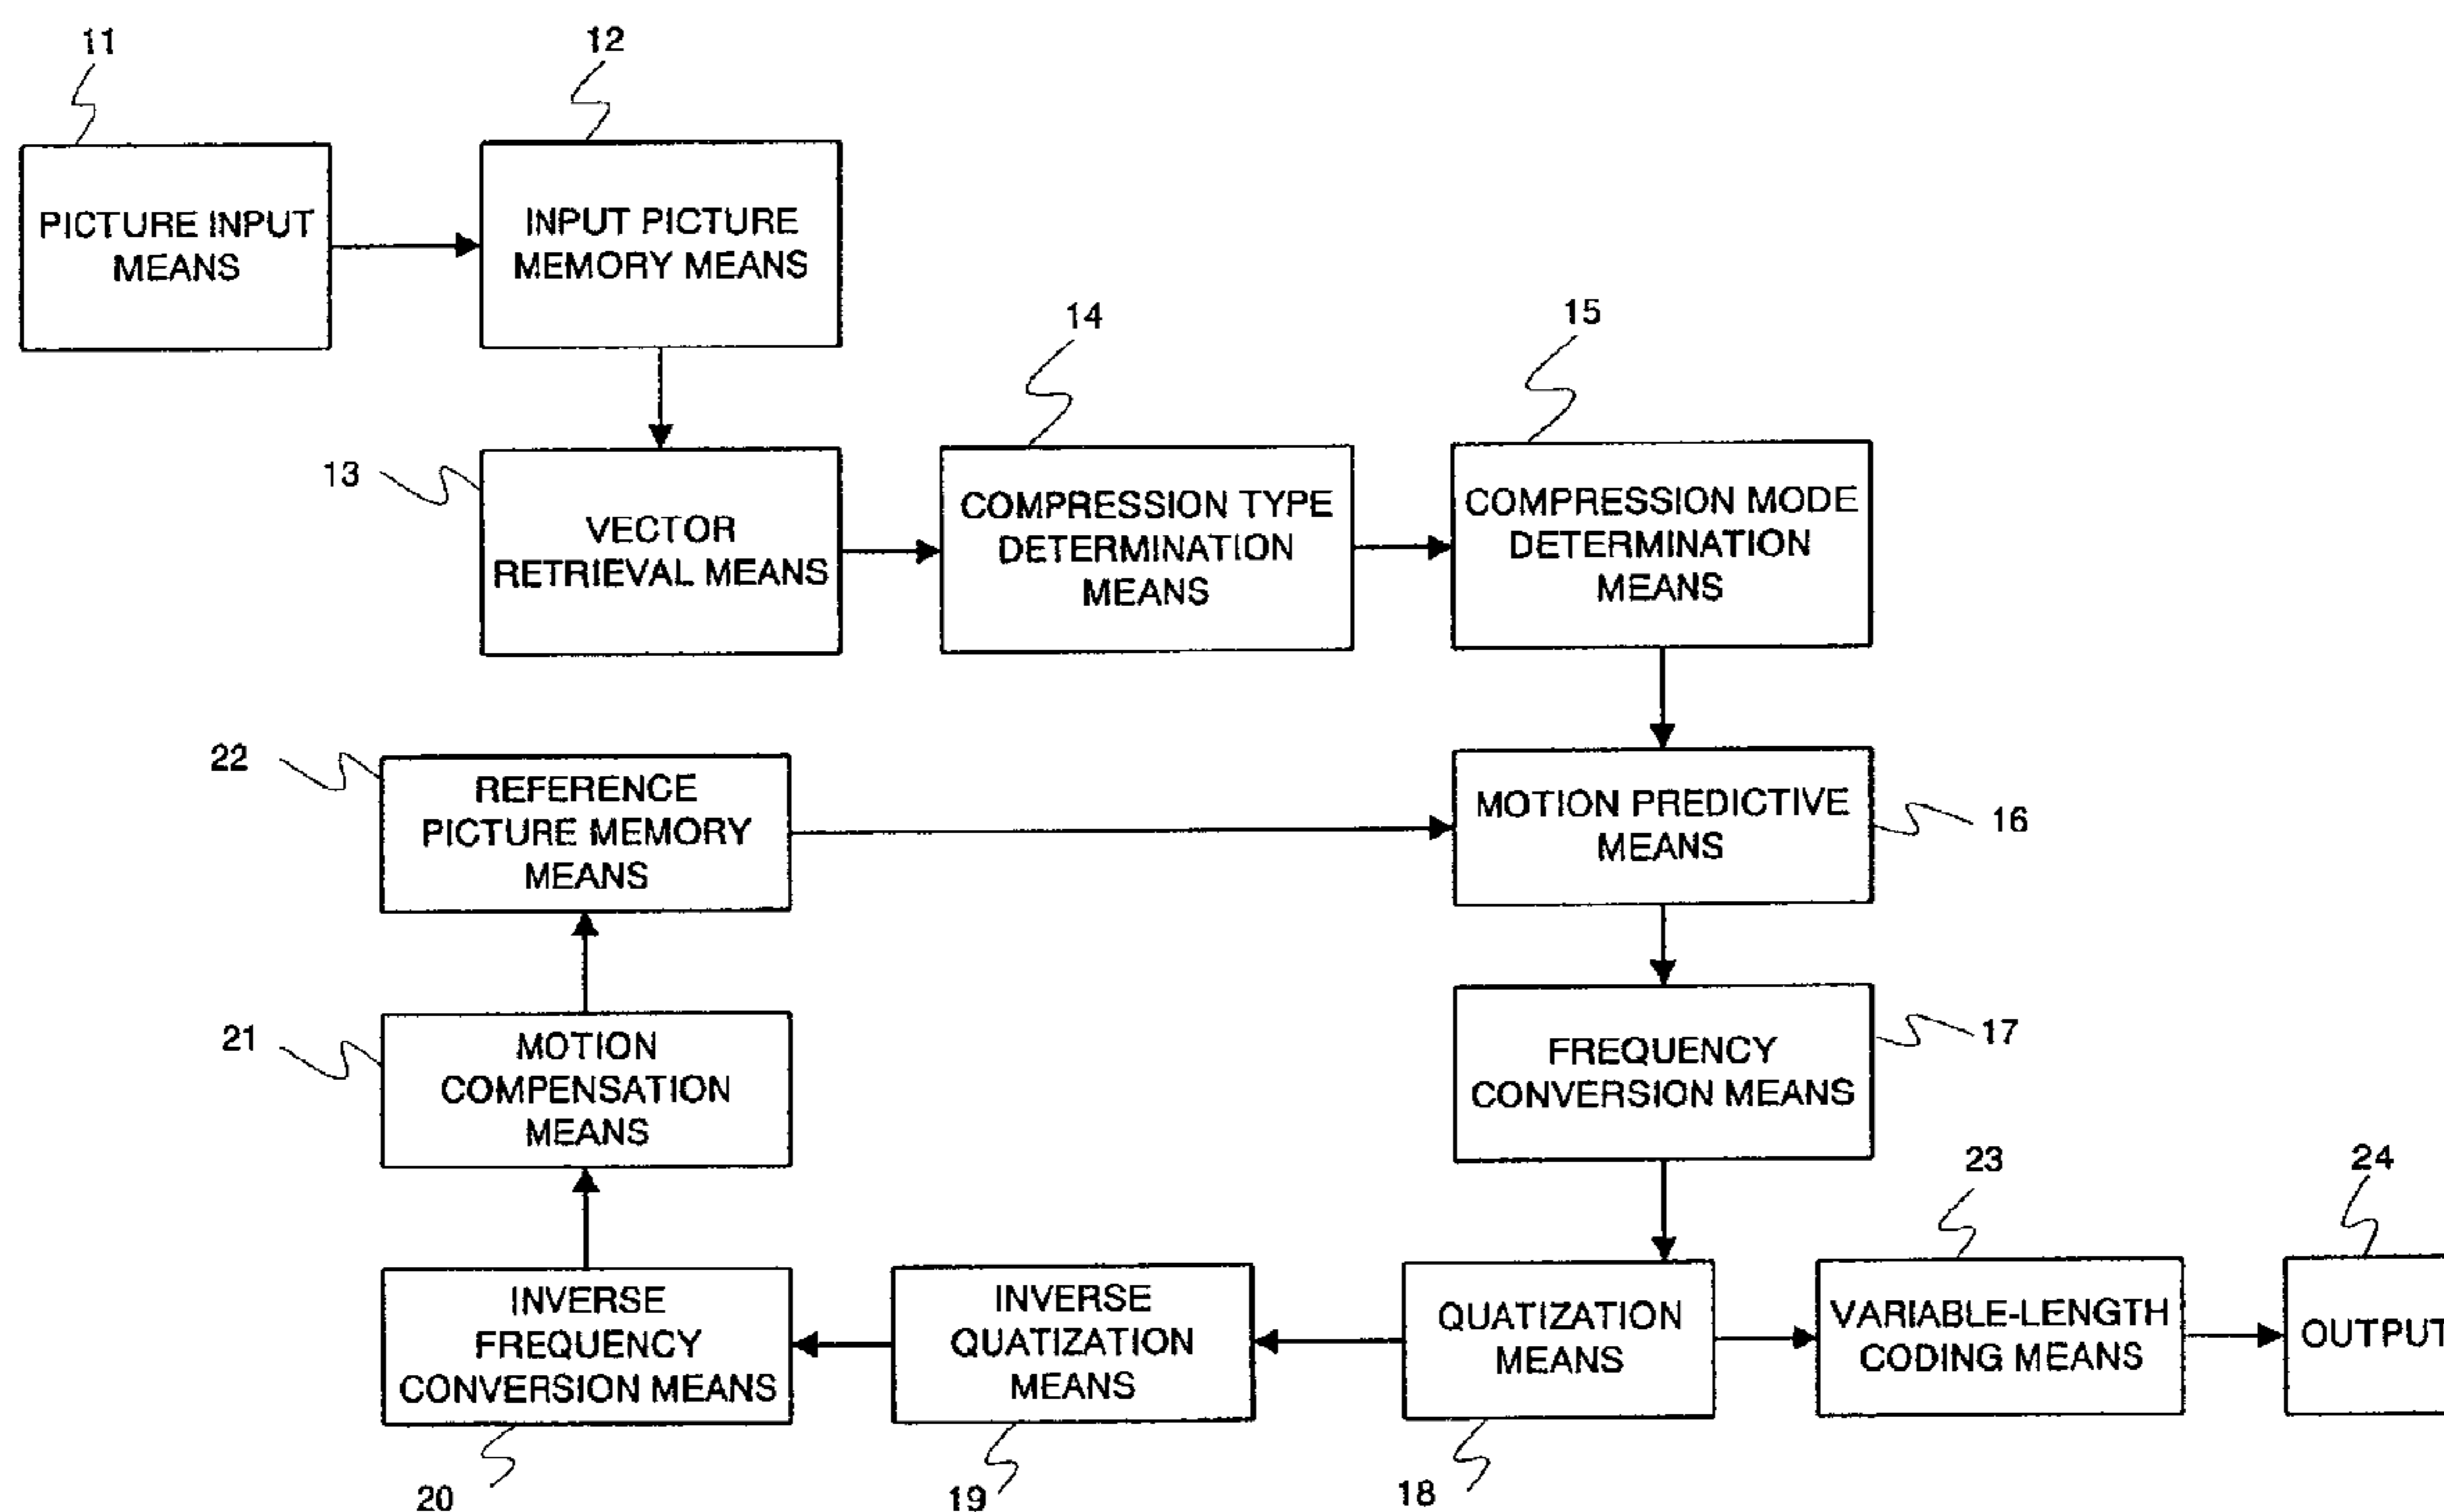 11
12
PICTURE INPUT
MEANS
INPUT PICTURE
MEMORY MEANS
14
15
13
VECTOR
RETRIEVAL MEANS
COMPRESSION TYPE
DETERMINATION
MEANS
COMPRESSION MODE
DETERMINATION
MEANS
22
REFERENCE
PICTURE MEMORY
MEANS
MOTION PREDICTIVE
MEANS
16
21
MOTION
COMPENSATION
MEANS
FREQUENCY
CONVERSION MEANS
17
23
24
INVERSE
FREQUENCY
CONVERSION MEANS
INVERSE
QUATIZATION
MEANS
QUATIZATION
MEANS
VARIABLE-LENGTH
CODING MEANS
OUTPUT
20
19
18